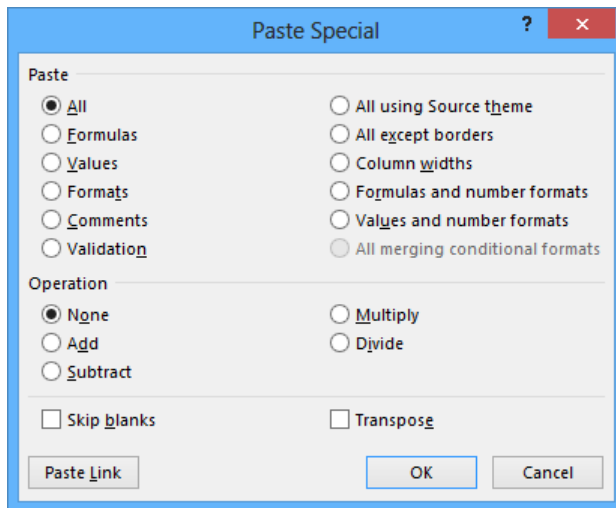 Paste Special
?
Paste
All
All using Source theme
Formulas
All except borders
Values
Column widths
Formats
Formulas and number formats
Comments
Values and number formats
Validation
All merging conditional formats
Operation
None
Multiply
Add
Divide
Subtract
Skip blanks
Transpose
Paste Link
OK
Cancel